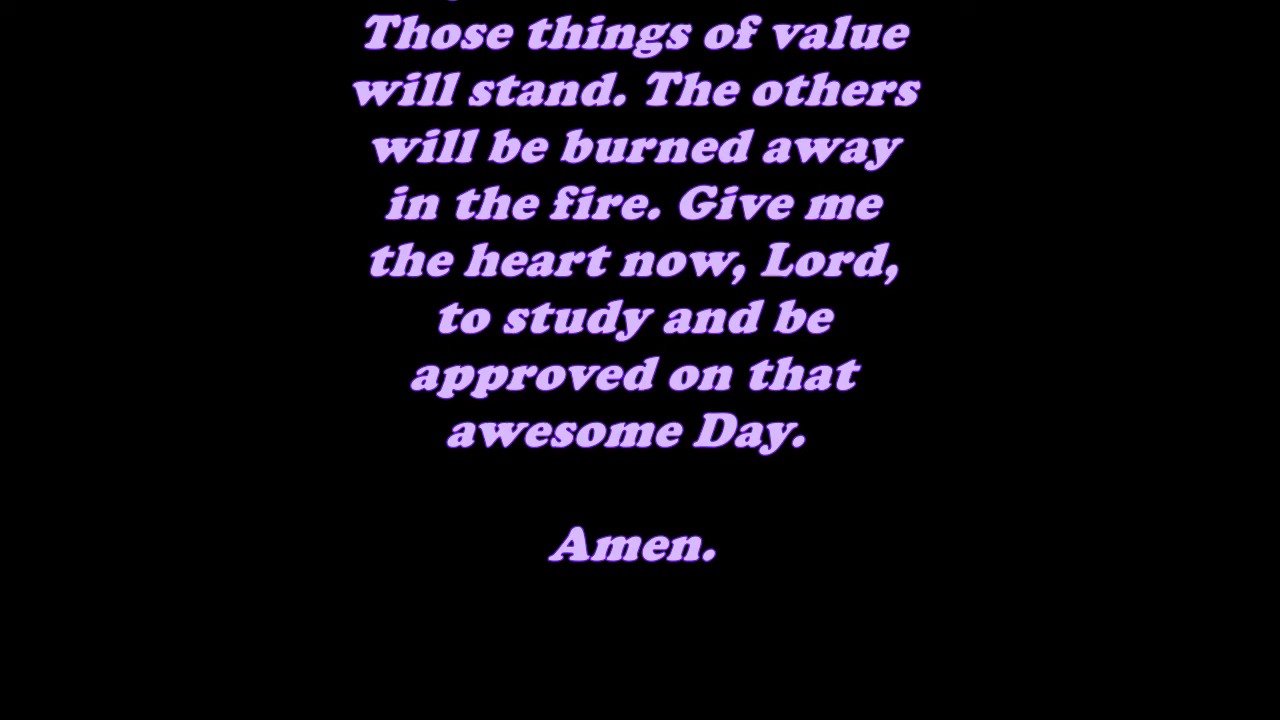 Those things of value
will stand. The others
will be burned away
in the fire. Give me
the heart now, Lord,
to study and be
approved on that
awesome Day.
Amen.